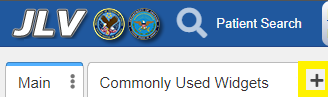 JLV Patient Search
Main Commonly Used Widgets +